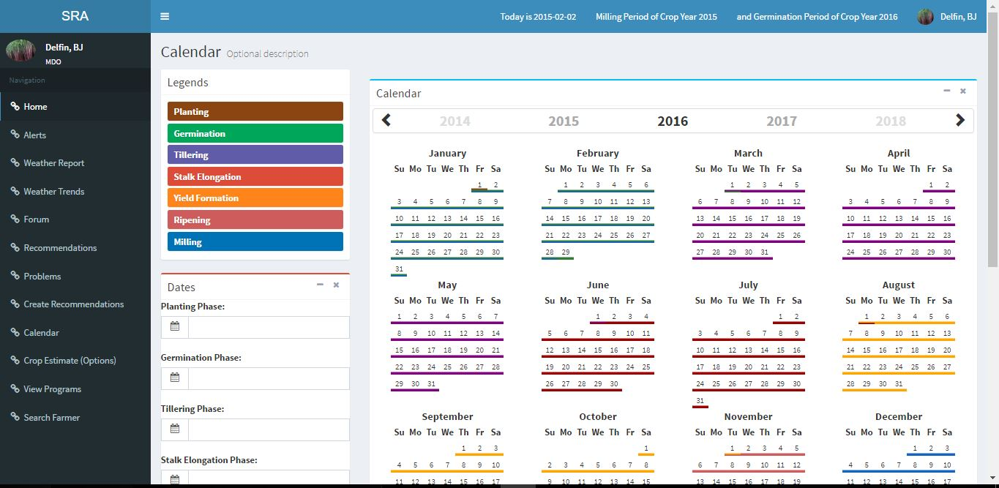 SRA
Today is 2015-02-02 Milling Period of Crop Year 2015 and Germination Period of Crop Year 2016 Delfin, BJ
Delfin, BJ
MDO
Navigation
Home
Alerts
Weather Report
Weather Trends
Forum
Recommendations
Problems
Create Recommendations
Calendar
Crop Estimate (Options)
View Programs
Search Farmer
Calendar Optional description
Legends
Planting
Germination
Tillering
Stalk Elongation
Yield Formation
Ripening
Milling
Dates
Planting Phase:
Germination Phase:
Tillering Phase:
Stalk Elongation Phase:
Calendar
2014 2015 2016 2017 2018
January
Su Mo Tu We Th Fr Sa
1 2
3 4 5 6 7 8 9
10 11 12 13 14 15 16
17 18 19 20 21 22 23
24 25 26 27 28 29 30
31
February
Su Mo Tu We Th Fr Sa
1 2 3 4 5 6
7 8 9 10 11 12 13
14 15 16 17 18 19 20
21 22 23 24 25 26 27
28 29
March
Su Mo Tu We Th Fr Sa
1 2 3 4 5
6 7 8 9 10 11 12
13 14 15 16 17 18 19
20 21 22 23 24 25 26
27 28 29 30 31
April
Su Mo Tu We Th Fr Sa
1 2
3 4 5 6 7 8 9
10 11 12 13 14 15 16
17 18 19 20 21 22 23
24 25 26 27 28 29 30
May
Su Mo Tu We Th Fr Sa
1 2 3 4 5 6 7
8 9 10 11 12 13 14
15 16 17 18 19 20 21
22 23 24 25 26 27 28
29 30 31
June
Su Mo Tu We Th Fr Sa
1 2 3 4
5 6 7 8 9 10 11
12 13 14 15 16 17 18
19 20 21 22 23 24 25
26 27 28 29 30
July
Su Mo Tu We Th Fr Sa
1 2
3 4 5 6 7 8 9
10 11 12 13 14 15 16
17 18 19 20 21 22 23
24 25 26 27 28 29 30
31
August
Su Mo Tu We Th Fr Sa
1 2 3 4 5 6
7 8 9 10 11 12 13
14 15 16 17 18 19 20
21 22 23 24 25 26 27
28 29 30 31
September
Su Mo Tu We Th Fr Sa
1 2 3
4 5 6 7 8 9 10
11 12 13 14 15 16 17
October
Su Mo Tu We Th Fr Sa
1
2 3 4 5 6 7 8
9 10 11 12 13 14 15
November
Su Mo Tu We Th Fr Sa
1 2 3 4 5
6 7 8 9 10 11 12
13 14 15 16 17 18 19
December
Su Mo Tu We Th Fr Sa
1 2 3
4 5 6 7 8 9 10
11 12 13 14 15 16 17